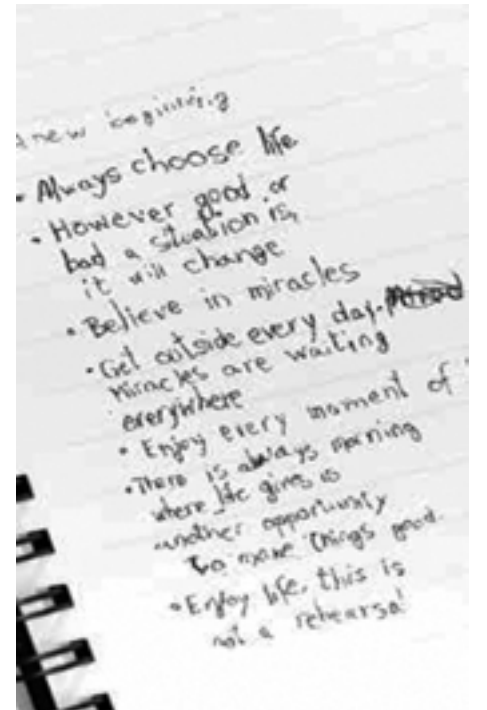 new beginning
• Always choose life
• However good or
bad a situation is,
it will change
• Believe in miracles
• Get outside every day.
miracles are waiting
everywhere
• Enjoy every moment of
• There is always morning
where life gives is
another opportunity
to make things good.
• Enjoy life, this is
not a rehearsal